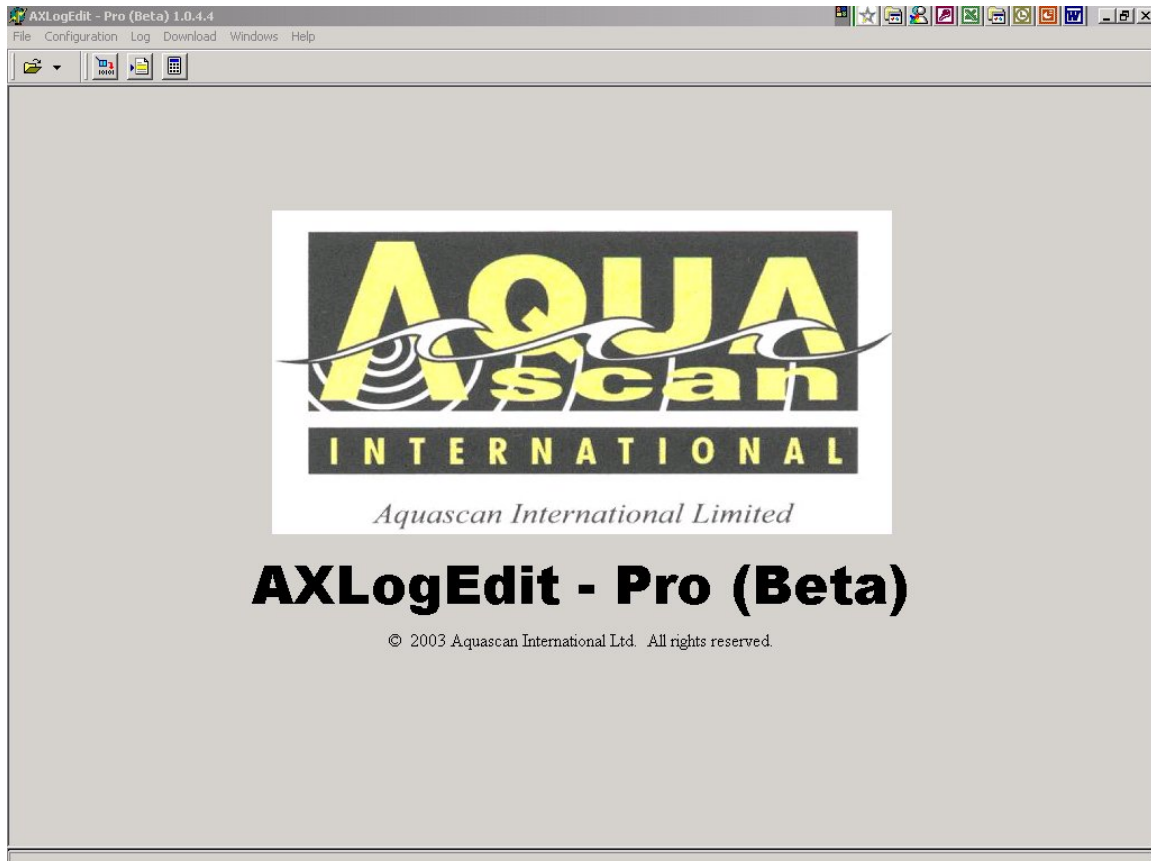 AXLogEdit - Pro (Beta) 1.0.4.4
File Configuration Log Download Windows Help
AQUA
scan
INTERNATIONAL
Aquascan International Limited
AXLogEdit - Pro (Beta)
© 2003 Aquascan International Ltd. All rights reserved.